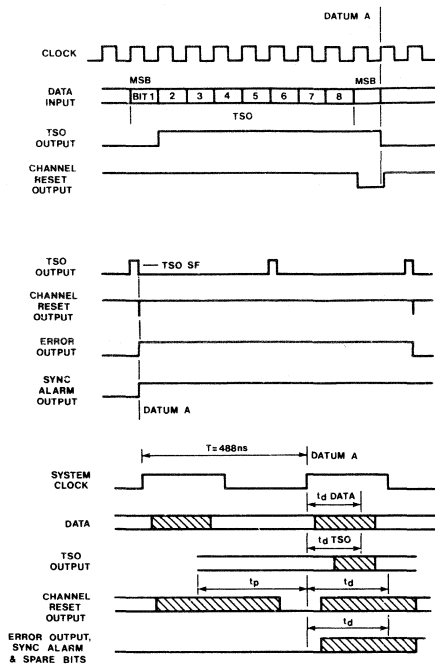 DATUM A
CLOCK
MSB
MSB
DATA INPUT
BIT 1 2 3 4 5 6 7 8
TSO
TSO OUTPUT
CHANNEL RESET OUTPUT
TSO OUTPUT
TSO SF
CHANNEL RESET OUTPUT
ERROR OUTPUT
SYNC ALARM OUTPUT
DATUM A
T=488ns
DATUM A
SYSTEM CLOCK
td DATA
DATA
td TSO
TSO OUTPUT
tp
td
CHANNEL RESET OUTPUT
td
ERROR OUTPUT, SYNC ALARM & SPARE BITS